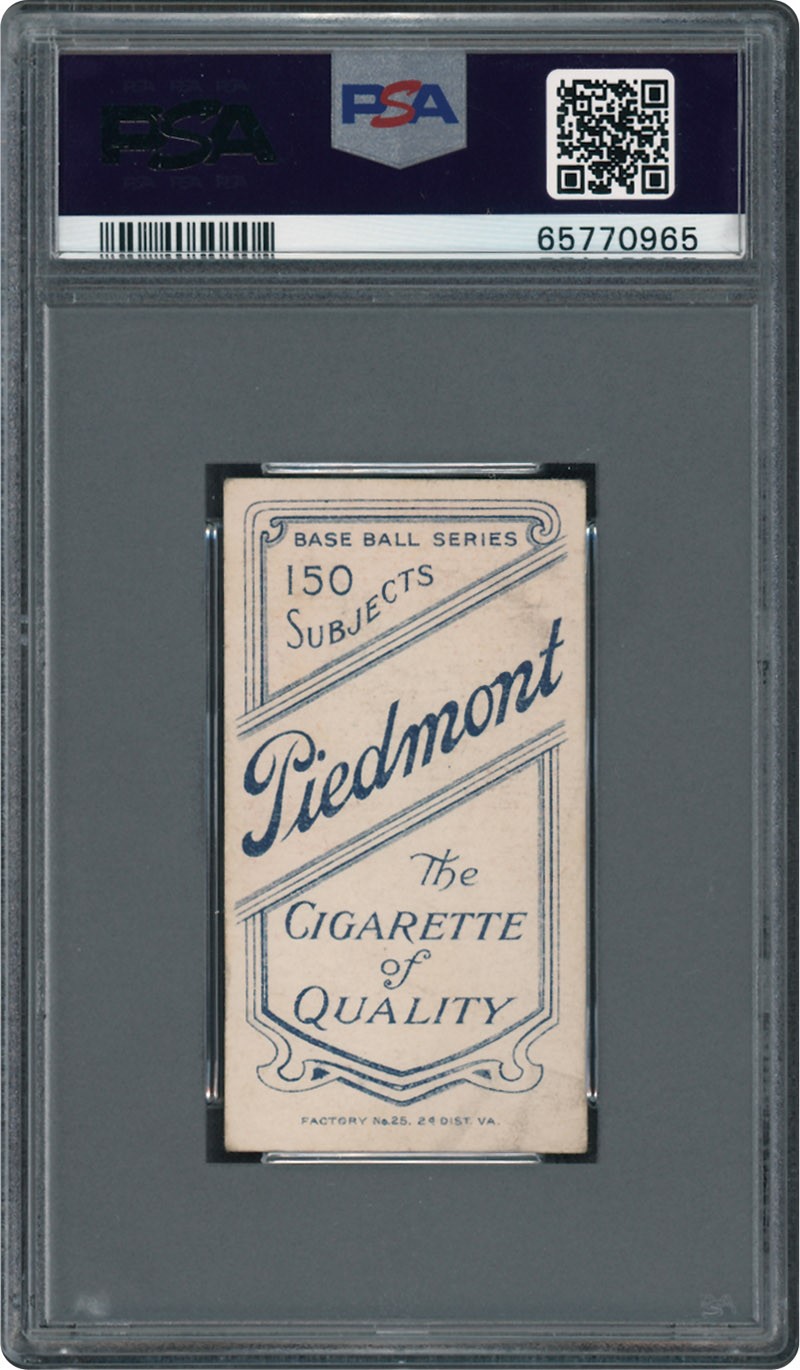 PSA
PSA
65770965
BASE BALL SERIES
150
SUBJECTS
Piedmont
The
CIGARETTE
of
QUALITY
FACTORY No.25, 2d DIST. VA.